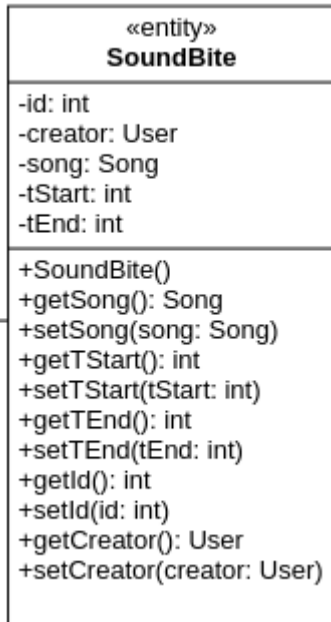 «entity»
SoundBite
-id: int
-creator: User
-song: Song
-tStart: int
-tEnd: int
+SoundBite()
+getSong(): Song
+setSong(song: Song)
+getTStart(): int
+setTStart(tStart: int)
+getTEnd(): int
+setTEnd(tEnd: int)
+getId(): int
+setId(id: int)
+getCreator(): User
+setCreator(creator: User)